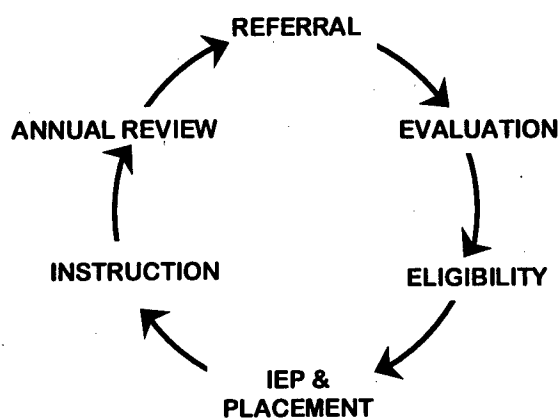 REFERRAL
EVALUATION
ELIGIBILITY
IEP &
PLACEMENT
INSTRUCTION
ANNUAL REVIEW